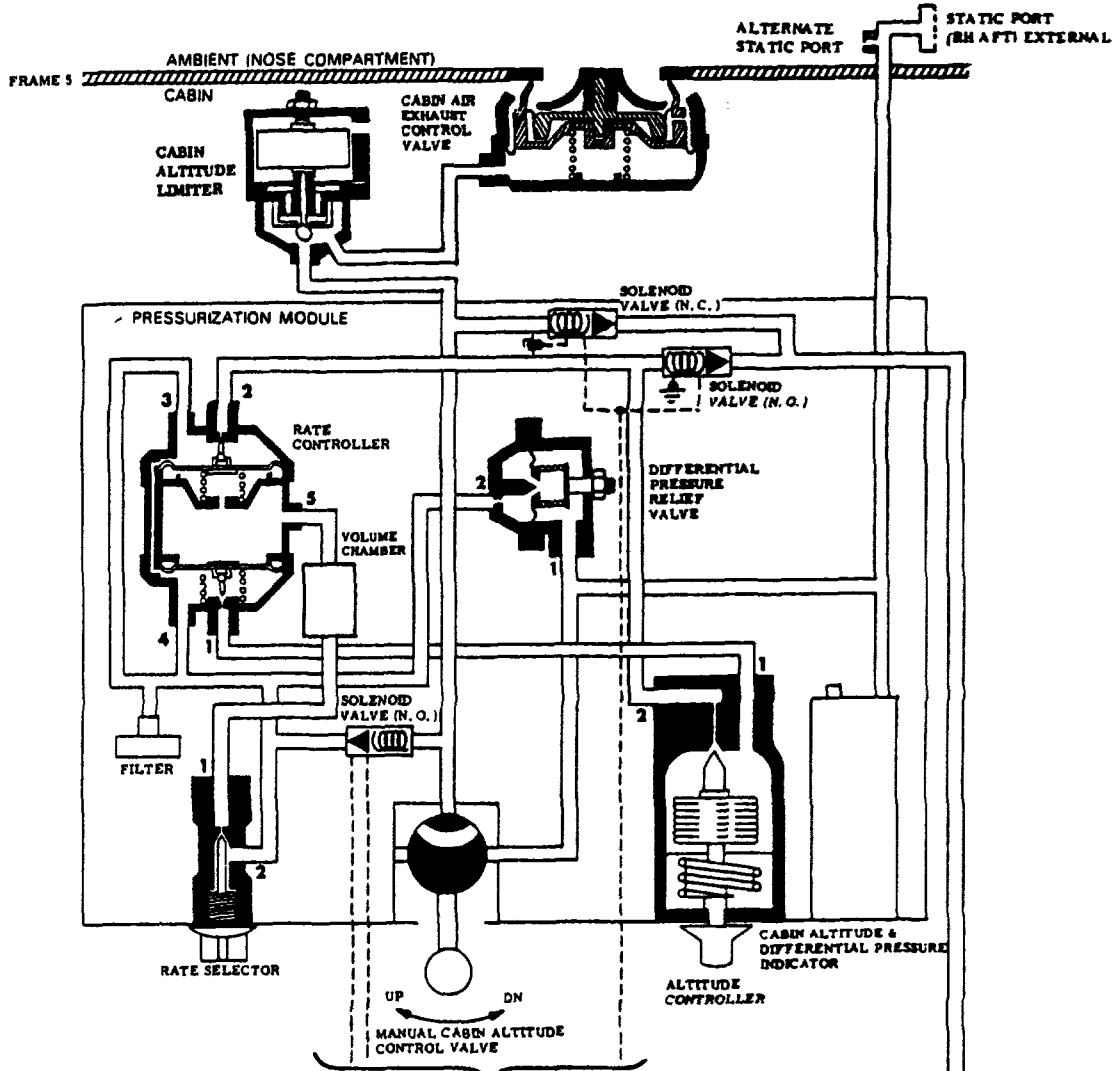 ALTERNATE
STATIC PORT
STATIC PORT
(RH AFT) EXTERNAL
FRAME 5
AMBIENT (NOSE COMPARTMENT)
CABIN
CABIN AIR
EXHAUST
CONTROL
VALVE
CABIN
ALTITUDE
LIMITER
SOLENOID
VALVE (N.C.)
PRESSURIZATION MODULE
SOLENOID
VALVE (N.O.)
3
2
RATE
CONTROLLER
2
DIFFERENTIAL
PRESSURE
RELIEF
VALVE
5
VOLUME
CHAMBER
1
4
1
1
SOLENOID
VALVE (N.O.)
2
FILTER
1
2
RATE SELECTOR
CABIN ALTITUDE &
DIFFERENTIAL PRESSURE
INDICATOR
ALTITUDE
CONTROLLER
UP
DN
MANUAL CABIN ALTITUDE
CONTROL VALVE